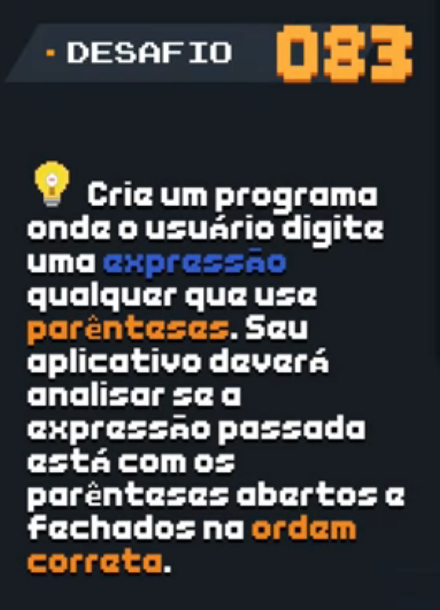 DESAFIO 083
Crie um programa
onde o usuário digite
uma expressão
qualquer que use
parênteses. Seu
aplicativo deverá
analisar se a
expressão passada
está com os
parênteses abertos e
fechados na ordem
correta.